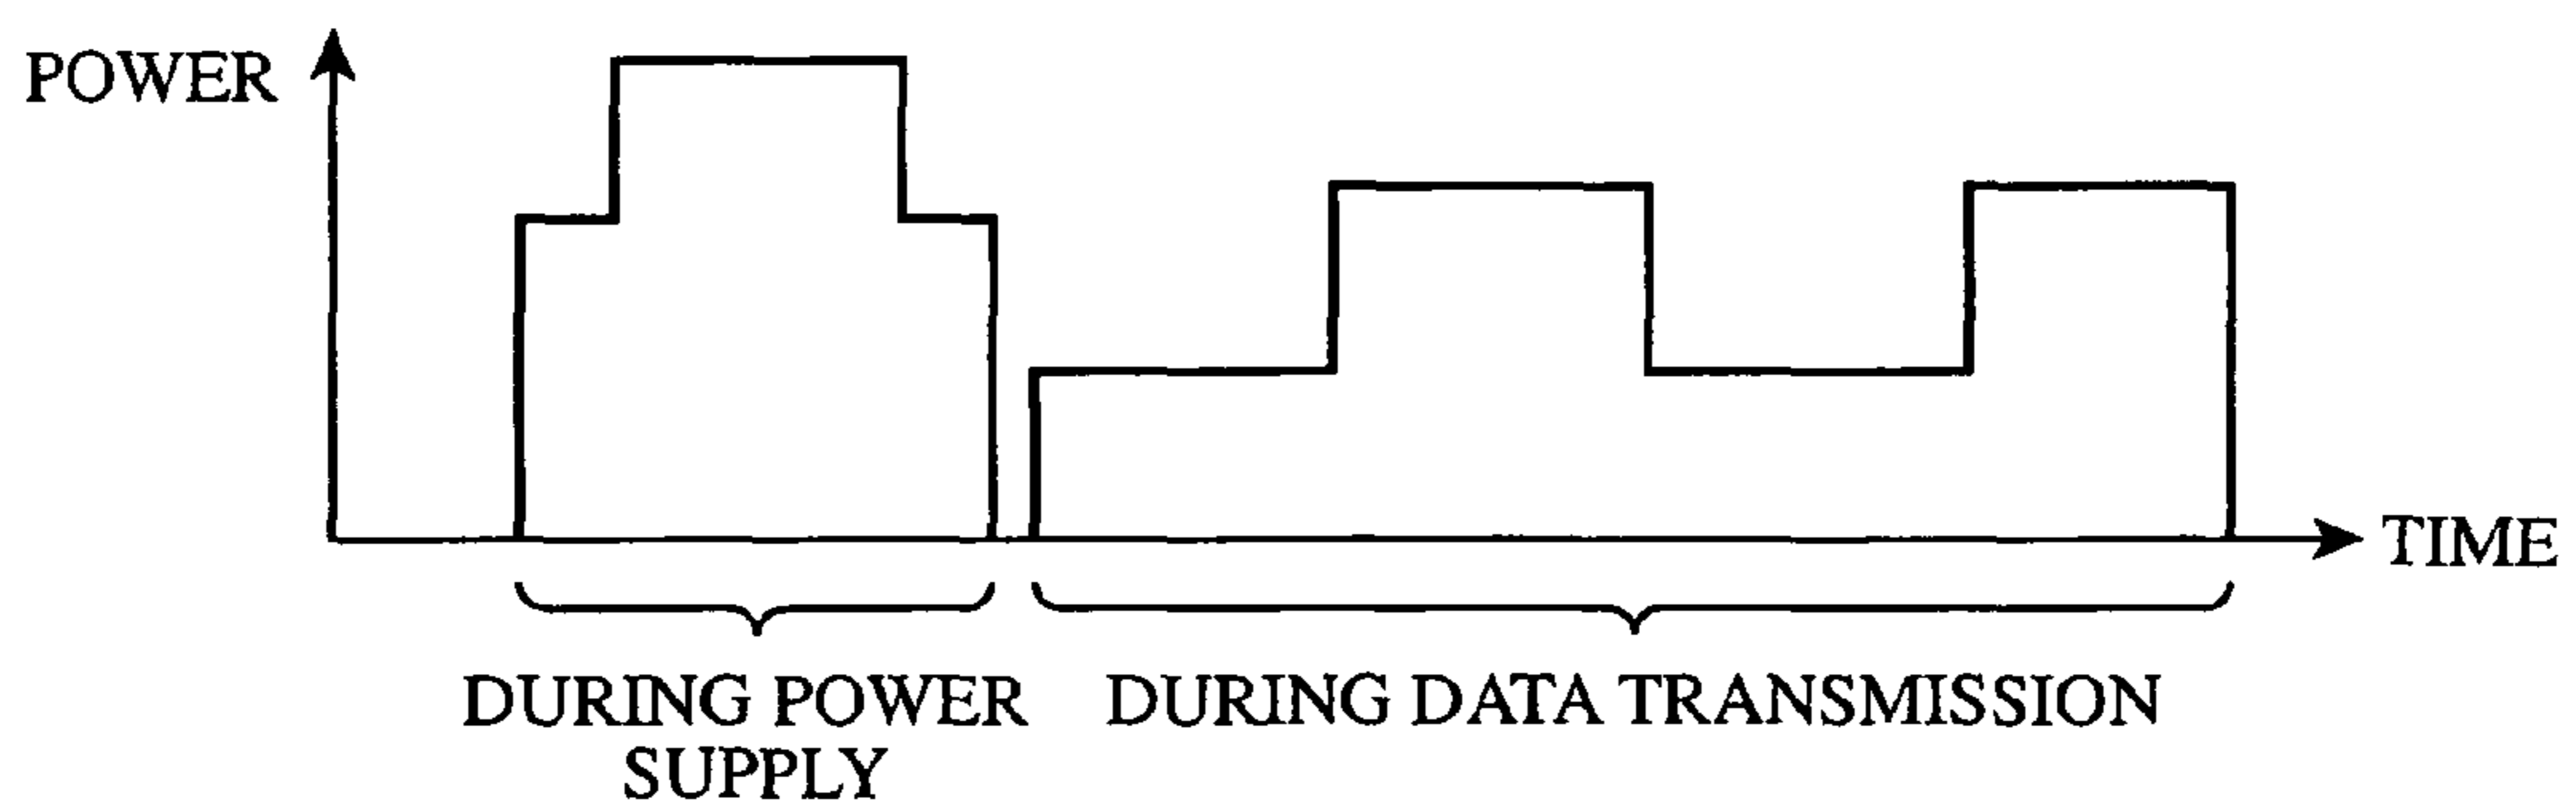 POWER
TIME
DURING POWER
SUPPLY
DURING DATA TRANSMISSION